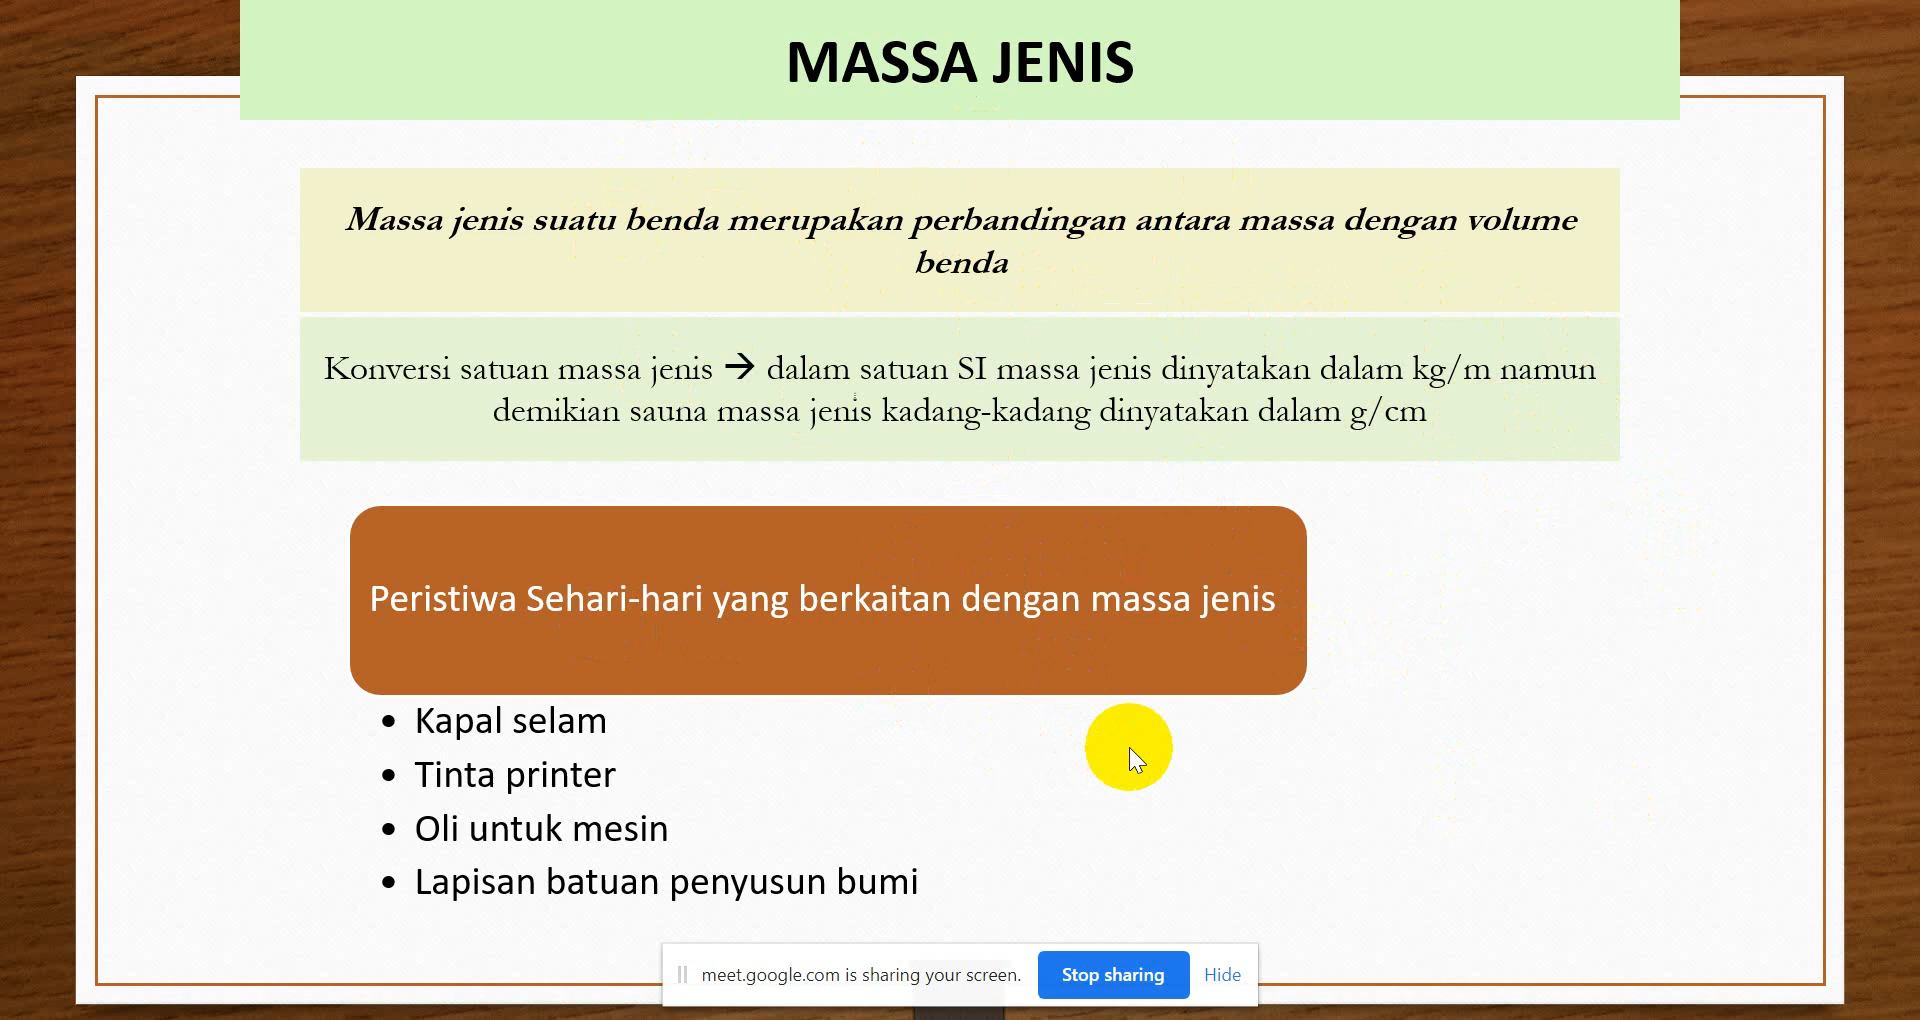 MASSA JENIS
Massa jenis suatu benda merupakan perbandingan antara massa dengan volume
benda
Konversi satuan massa jenis → dalam satuan SI massa jenis dinyatakan dalam kg/m namun
demikian sauna massa jenis kadang-kadang dinyatakan dalam g/cm
Peristiwa Sehari-hari yang berkaitan dengan massa jenis
• Kapal selam
• Tinta printer
• Oli untuk mesin
• Lapisan batuan penyusun bumi
meet.google.com is sharing your screen. Stop sharing Hide